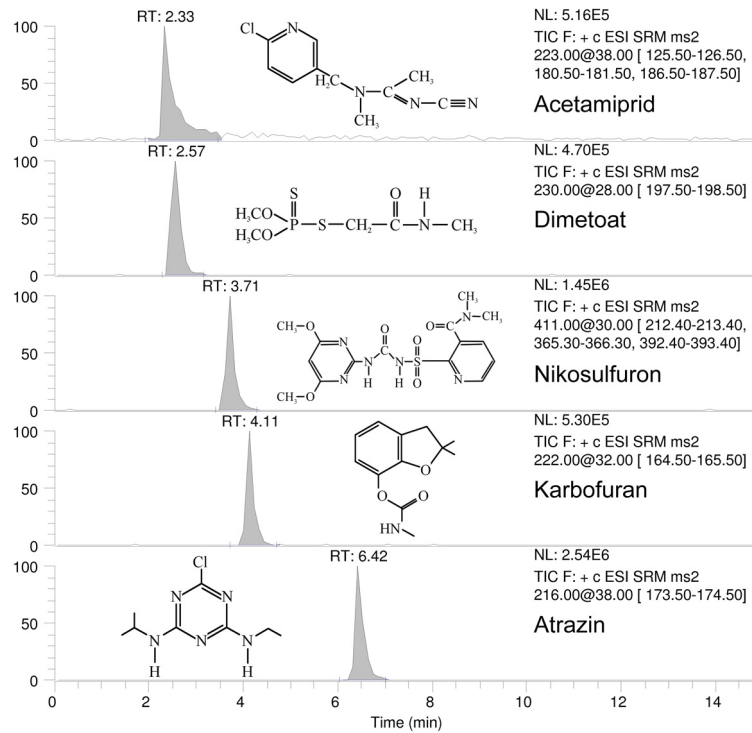 RT: 2.33
100
50
0
Cl
N
H₂C
N
C
CH₃
CH₃
N
C
N
NL: 5.16E5
TIC F: + c ESI SRM ms2
223.00@38.00 [ 125.50-126.50,
180.50-181.50, 186.50-187.50]
Acetamiprid
RT: 2.57
100
50
0
S
H₃CO
H₃CO
P
S
CH₂
O
C
H
N
CH₃
NL: 4.70E5
TIC F: + c ESI SRM ms2
230.00@28.00 [ 197.50-198.50]
Dimetoat
RT: 3.71
100
50
0
CH₃
O
N
N
CH₃
O
N
H
O
N
H
O
S
O
N
O
C
N
CH₃
CH₃
NL: 1.45E6
TIC F: + c ESI SRM ms2
411.00@30.00 [ 212.40-213.40,
365.30-366.30, 392.40-393.40]
Nikosulfuron
RT: 4.11
100
50
0
O
O
O
HN
NL: 5.30E5
TIC F: + c ESI SRM ms2
222.00@32.00 [ 164.50-165.50]
Karbofuran
RT: 6.42
100
50
0
Cl
N
N
N
N
H
N
H
NL: 2.54E6
TIC F: + c ESI SRM ms2
216.00@38.00 [ 173.50-174.50]
Atrazin
0 2 4 6 8 10 12 14
Time (min)